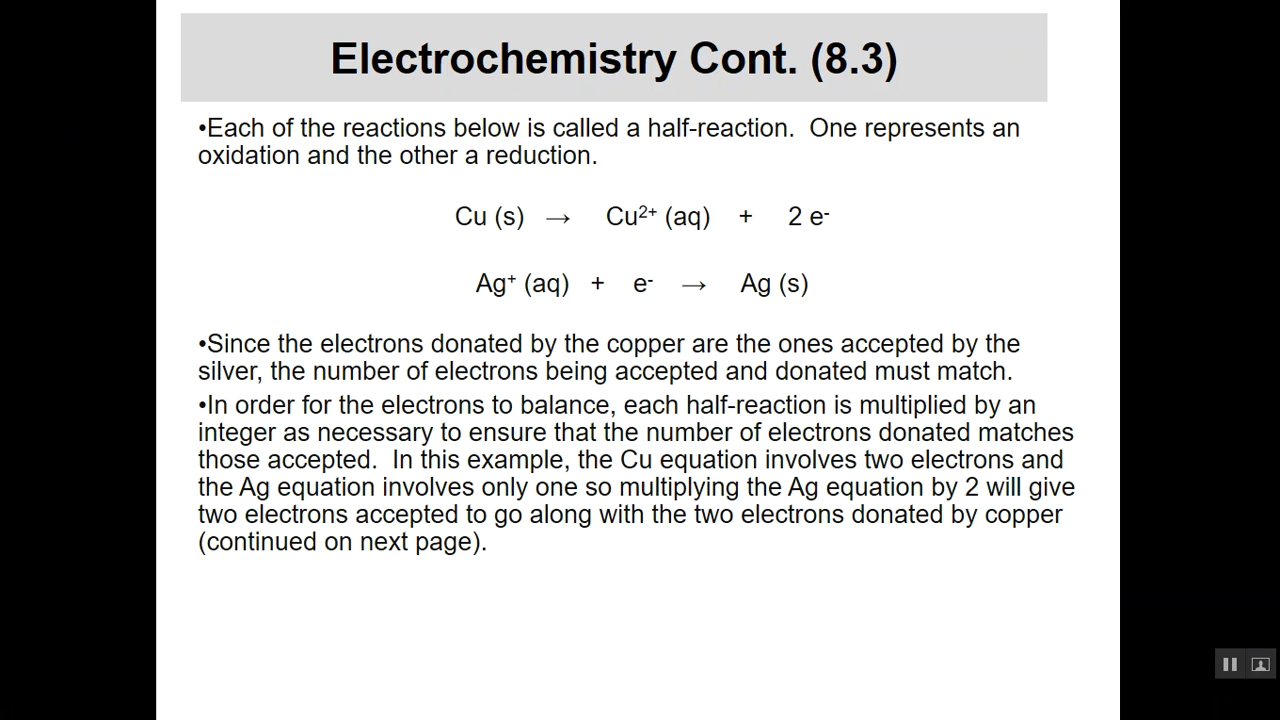 Electrochemistry Cont. (8.3)
•Each of the reactions below is called a half-reaction.  One represents an
oxidation and the other a reduction.
Cu (s) → Cu²⁺ (aq) + 2 e⁻
Ag⁺ (aq) + e⁻ → Ag (s)
•Since the electrons donated by the copper are the ones accepted by the
silver, the number of electrons being accepted and donated must match.
•In order for the electrons to balance, each half-reaction is multiplied by an
integer as necessary to ensure that the number of electrons donated matches
those accepted.  In this example, the Cu equation involves two electrons and
the Ag equation involves only one so multiplying the Ag equation by 2 will give
two electrons accepted to go along with the two electrons donated by copper
(continued on next page).